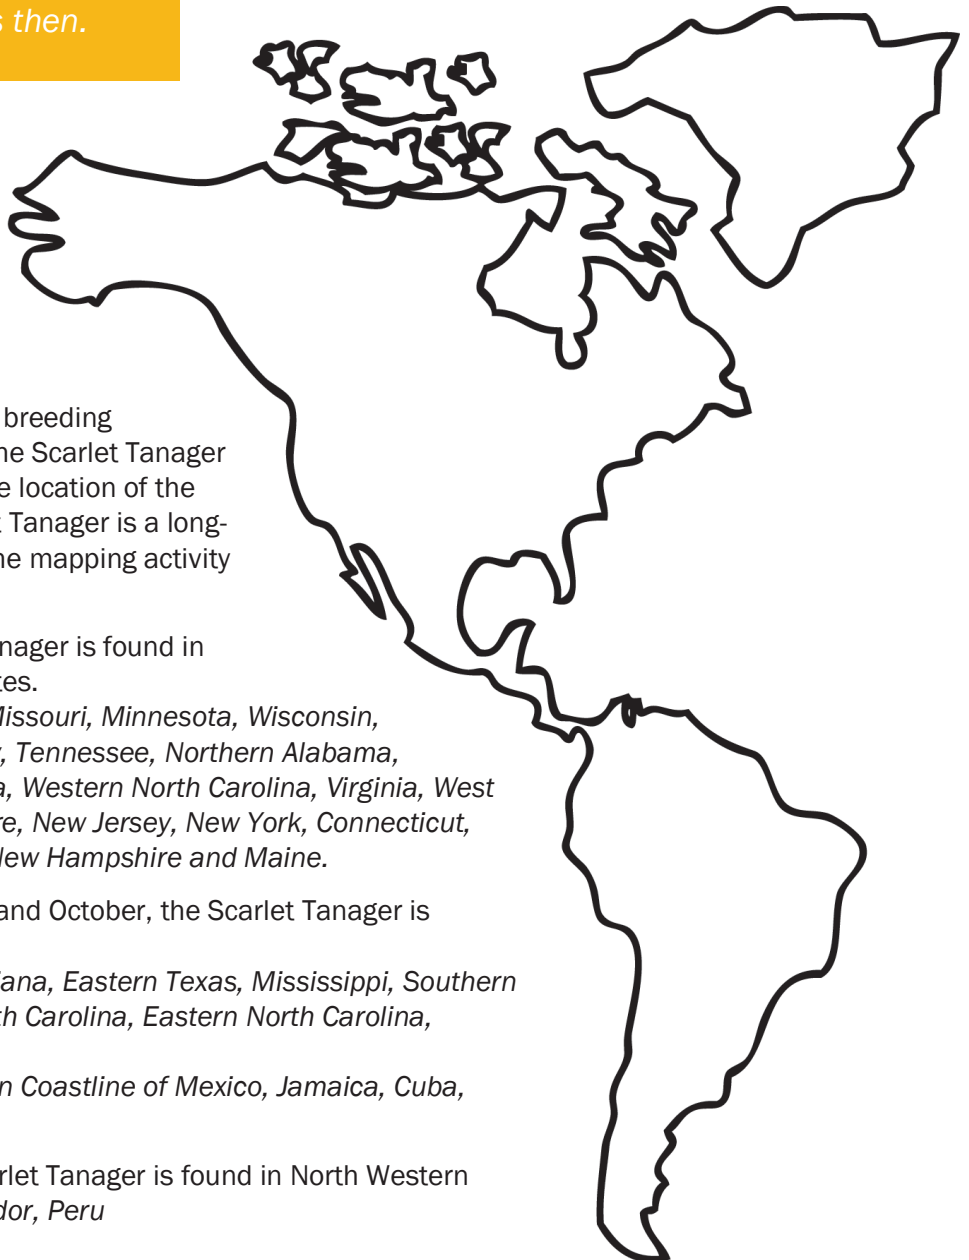 s then.
breeding
he Scarlet Tanager
e location of the
t Tanager is a long-
he mapping activity
nager is found in
tes.
Missouri, Minnesota, Wisconsin,
, Tennessee, Northern Alabama,
a, Western North Carolina, Virginia, West
re, New Jersey, New York, Connecticut,
New Hampshire and Maine.
and October, the Scarlet Tanager is
iana, Eastern Texas, Mississippi, Southern
th Carolina, Eastern North Carolina,
n Coastline of Mexico, Jamaica, Cuba,
rlet Tanager is found in North Western
dor, Peru